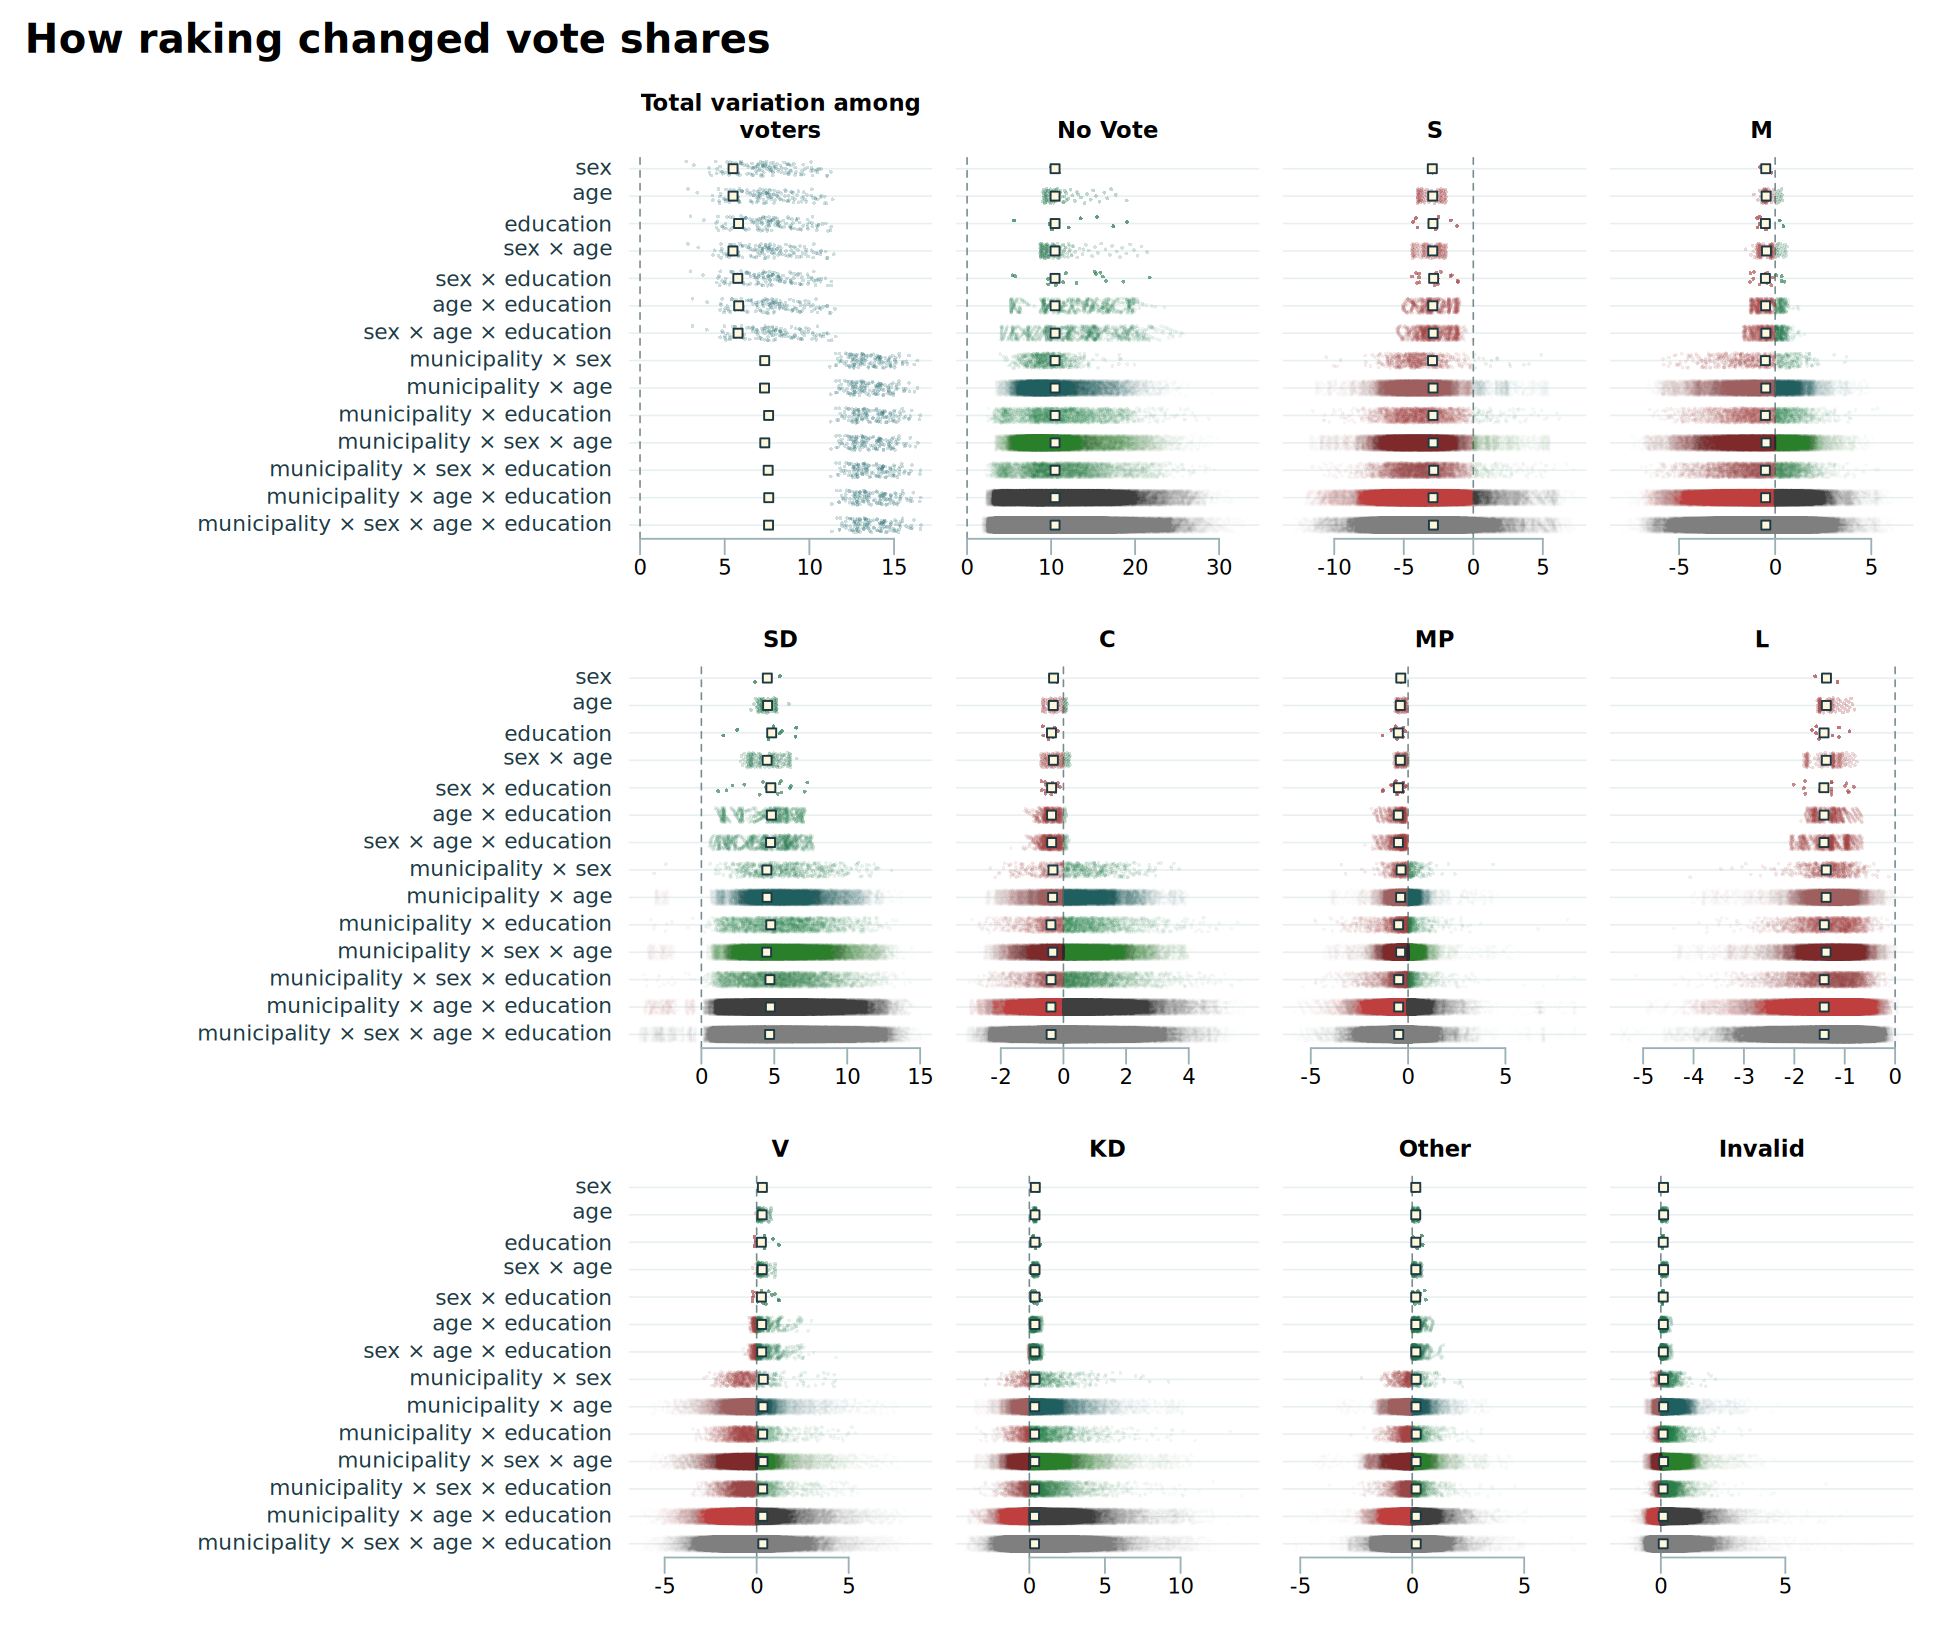 How raking changed vote shares
Total variation among
voters
No Vote
S
M
sex
age
education
sex × age
sex × education
age × education
sex × age × education
municipality × sex
municipality × age
municipality × education
municipality × sex × age
municipality × sex × education
municipality × age × education
municipality × sex × age × education
0 5 10 15
0 10 20 30
-10 -5 0 5
-5 0 5
SD
C
MP
L
sex
age
education
sex × age
sex × education
age × education
sex × age × education
municipality × sex
municipality × age
municipality × education
municipality × sex × age
municipality × sex × education
municipality × age × education
municipality × sex × age × education
0 5 10 15
-2 0 2 4
-5 0 5
-5 -4 -3 -2 -1 0
V
KD
Other
Invalid
sex
age
education
sex × age
sex × education
age × education
sex × age × education
municipality × sex
municipality × age
municipality × education
municipality × sex × age
municipality × sex × education
municipality × age × education
municipality × sex × age × education
-5 0 5
0 5 10
-5 0 5
0 5